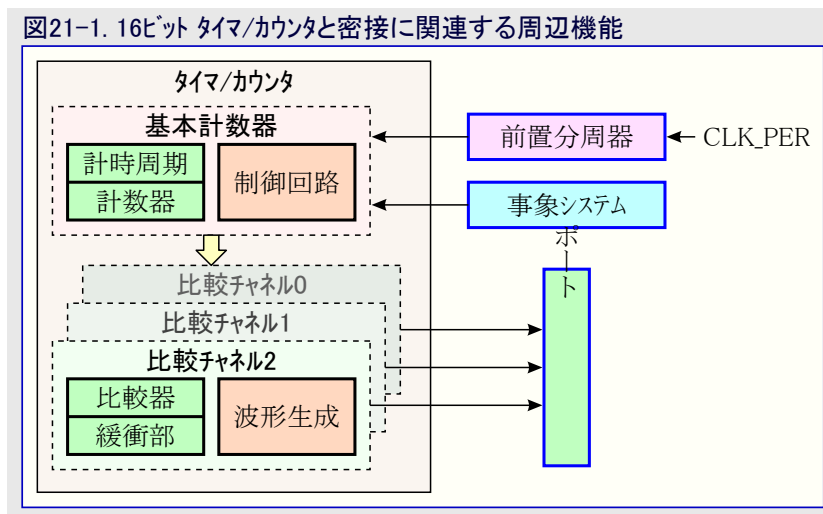 図21-1. 16ビット タイマ/カウンタと密接に関連する周辺機能
タイマ/カウンタ
基本計数器
計時周期
計数器
制御回路
前置分周器
CLK_PER
事象システム
ポート
比較チャネル0
比較チャネル1
比較チャネル2
比較器
緩衝部
波形生成